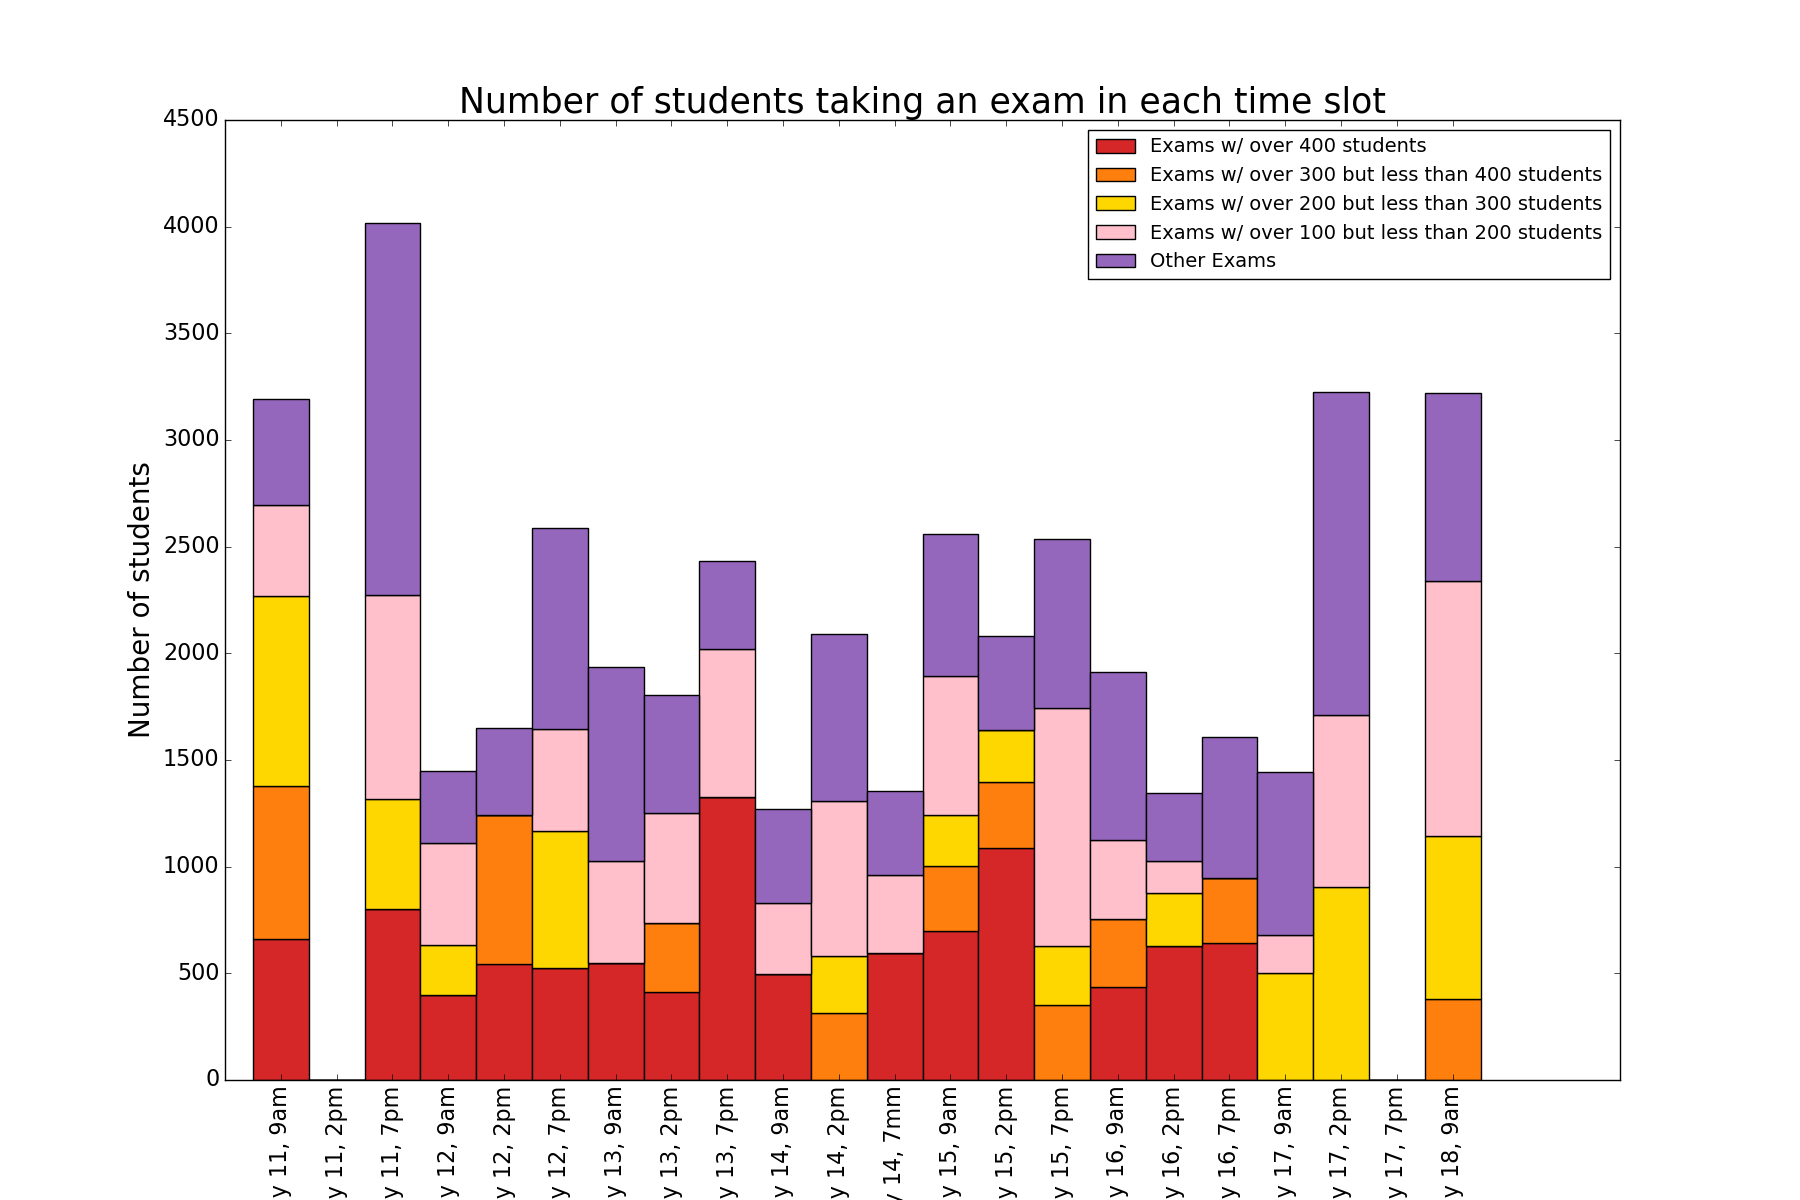 Number of students taking an exam in each time slot
Number of students
4500
4000
3500
3000
2500
2000
1500
1000
500
0
Exams w/ over 400 students
Exams w/ over 300 but less than 400 students
Exams w/ over 200 but less than 300 students
Exams w/ over 100 but less than 200 students
Other Exams
y 11, 9am
y 11, 2pm
y 11, 7pm
y 12, 9am
y 12, 2pm
y 12, 7pm
y 13, 9am
y 13, 2pm
y 13, 7pm
y 14, 9am
y 14, 2pm
y 14, 7mm
y 15, 9am
y 15, 2pm
y 15, 7pm
y 16, 9am
y 16, 2pm
y 16, 7pm
y 17, 9am
y 17, 2pm
y 17, 7pm
y 18, 9am